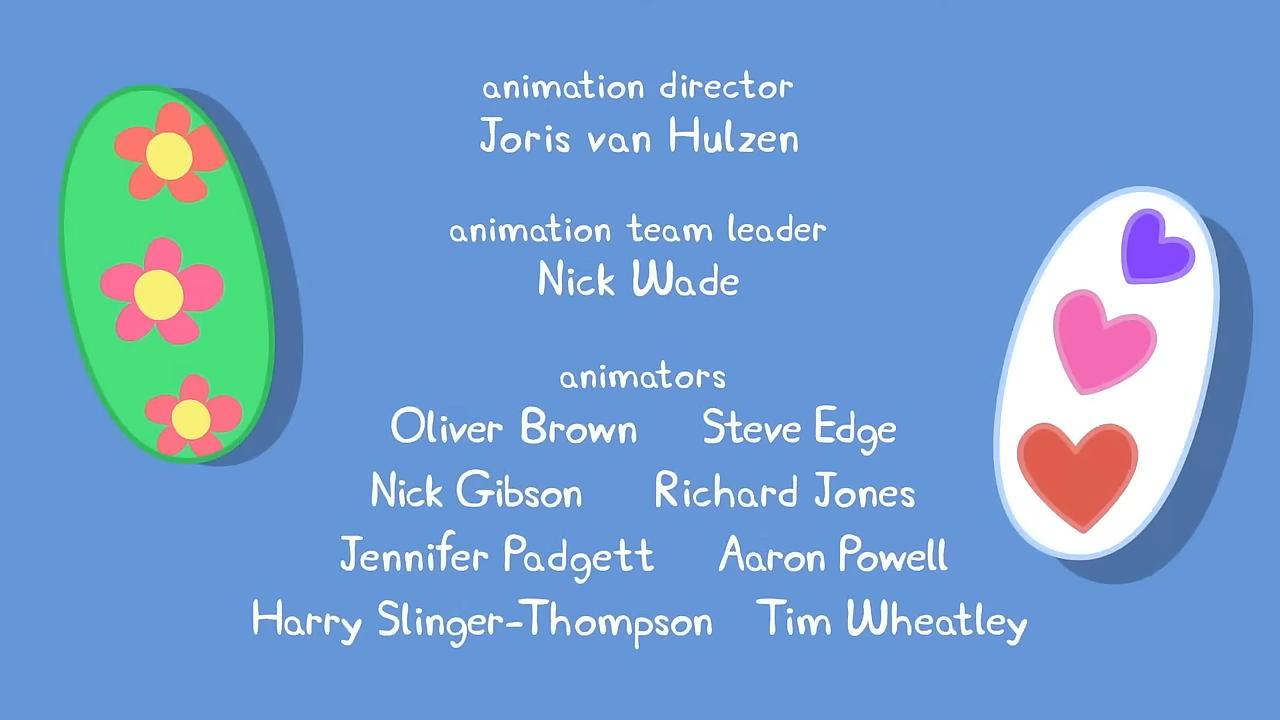 animation director
Joris van Hulzen
animation team leader
Nick Wade
animators
Oliver Brown Steve Edge
Nick Gibson Richard Jones
Jennifer Padgett Aaron Powell
Harry Slinger-Thompson Tim Wheatley